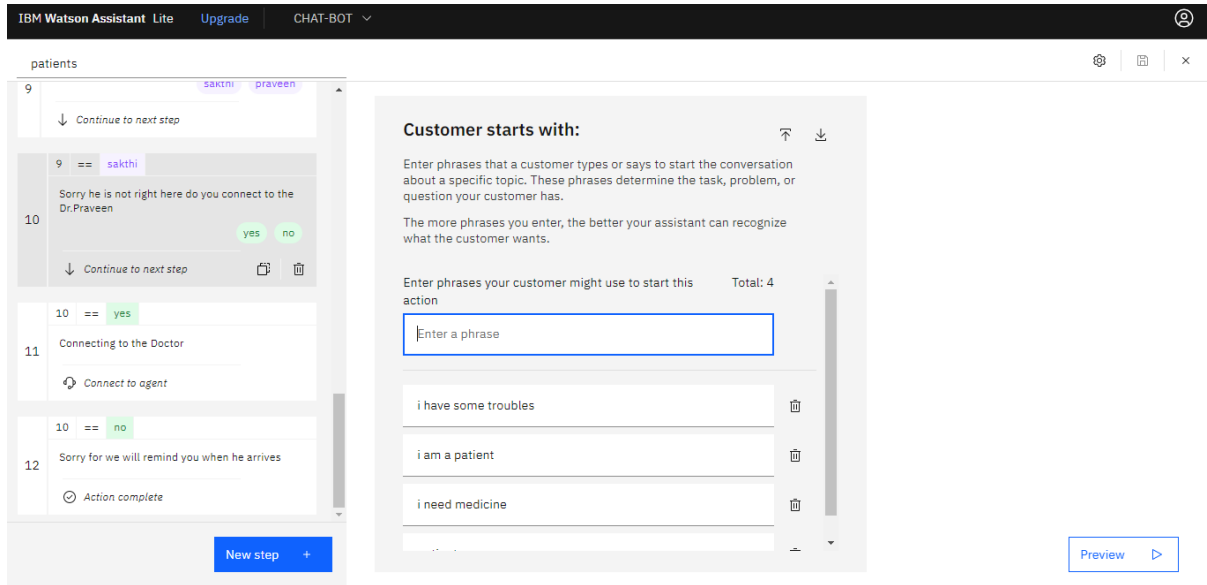 IBM Watson Assistant Lite Upgrade CHAT-BOT
patients
9
sakthi praveen
Continue to next step
9 == sakthi
Sorry he is not right here do you connect to the
Dr.Praveen
10
yes no
Continue to next step
10 == yes
Connecting to the Doctor
11
Connect to agent
10 == no
Sorry for we will remind you when he arrives
12
Action complete
New step +
Customer starts with:
Enter phrases that a customer types or says to start the conversation
about a specific topic. These phrases determine the task, problem, or
question your customer has.
The more phrases you enter, the better your assistant can recognize
what the customer wants.
Enter phrases your customer might use to start this Total: 4
action
Enter a phrase
i have some troubles
i am a patient
i need medicine
Preview